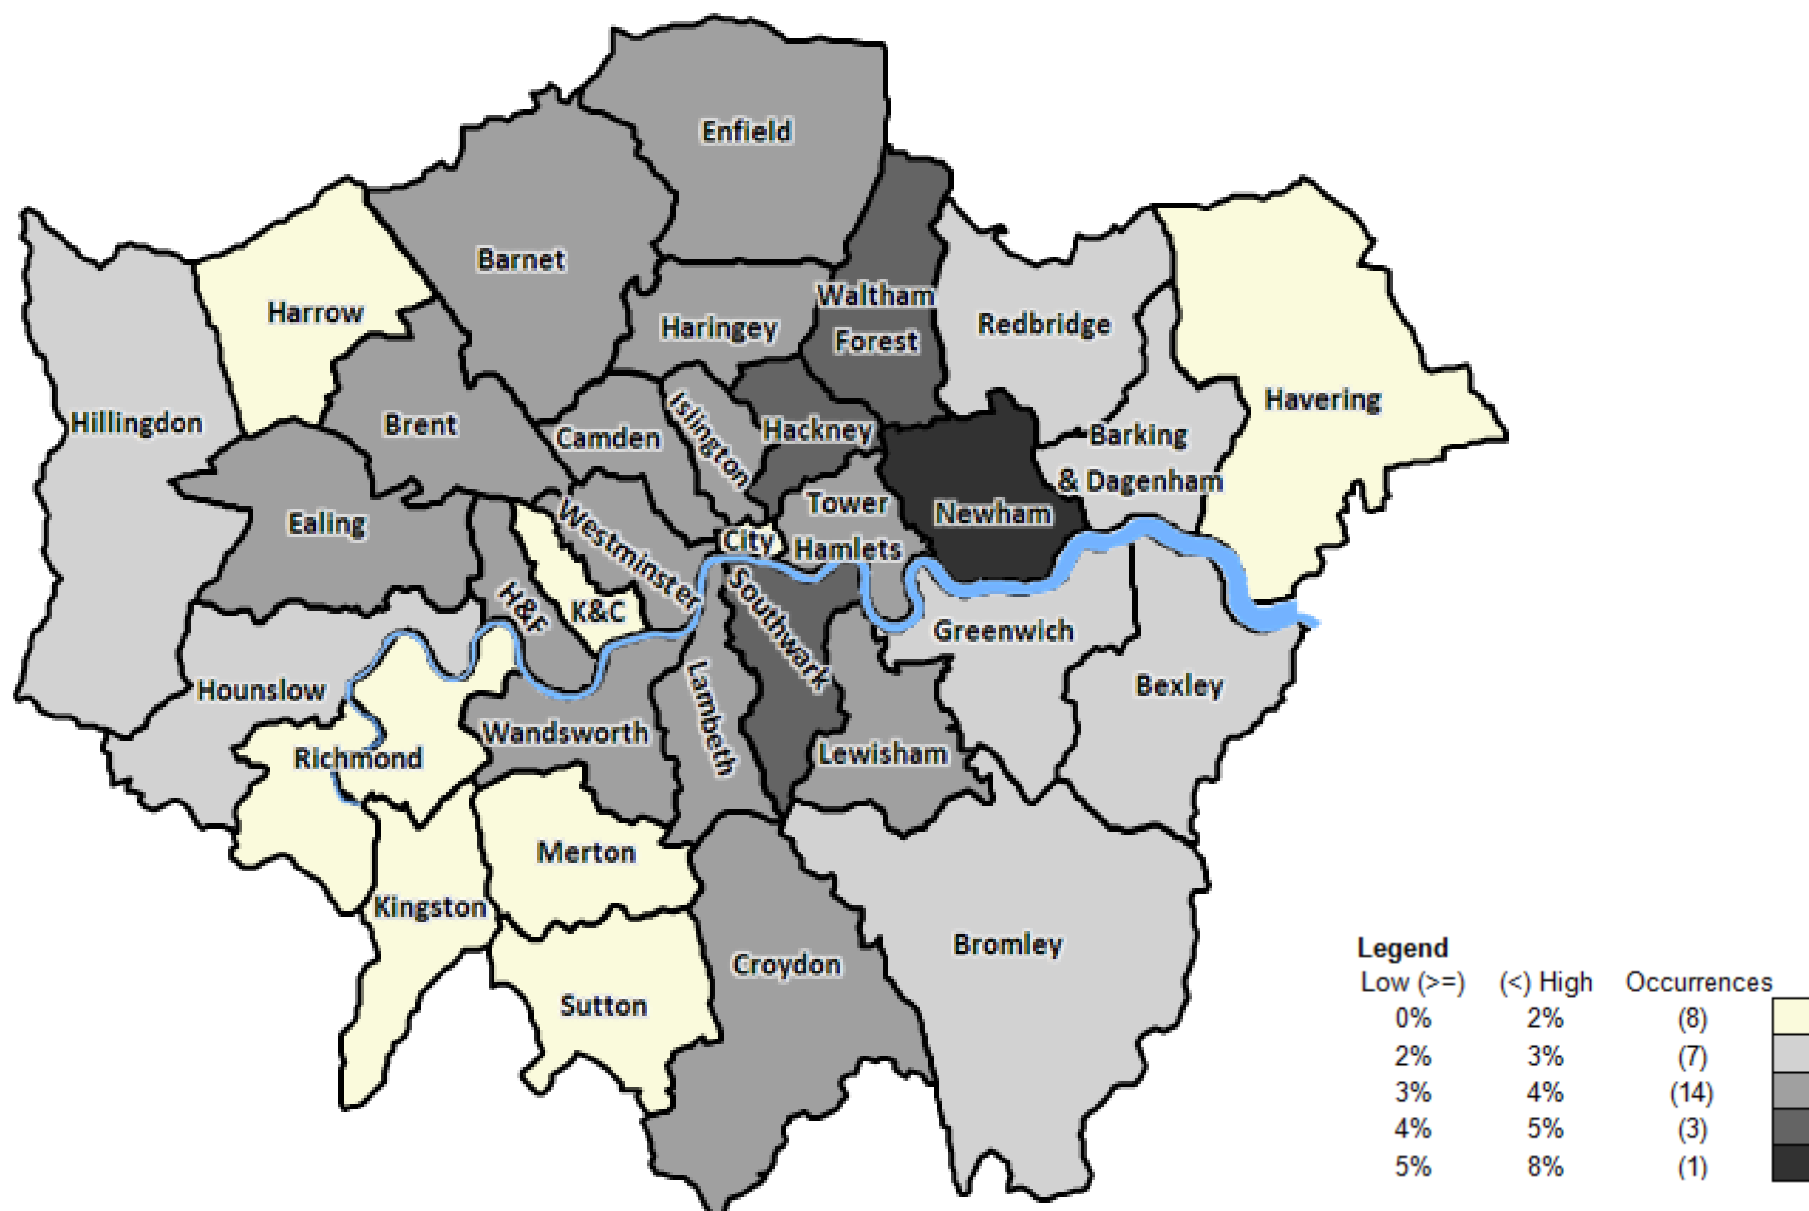 Enfield
Barnet
Harrow
Waltham
Forest
Haringey
Redbridge
Havering
Hillingdon
Brent
Camden
Islington
Hackney
Barking
& Dagenham
Ealing
Westminster
City
Tower
Hamlets
Newham
H&F
K&C
Southwark
Greenwich
Hounslow
Bexley
Richmond
Wandsworth
Lambeth
Lewisham
Merton
Kingston
Croydon
Bromley
Sutton
Legend
Low (>=) (<) High Occurrences
0% 2% (8)
2% 3% (7)
3% 4% (14)
4% 5% (3)
5% 8% (1)